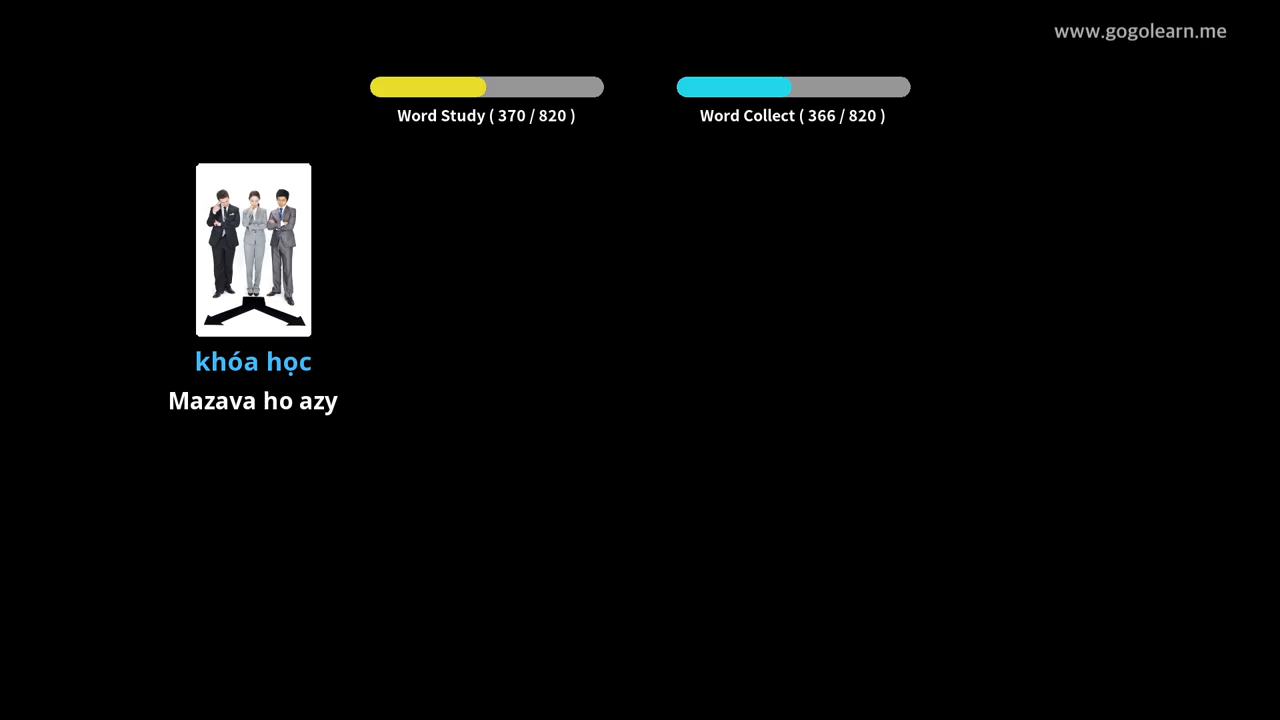 www.gogolearn.me
Word Study ( 370 / 820 )
Word Collect ( 366 / 820 )
khóa học
Mazava ho azy